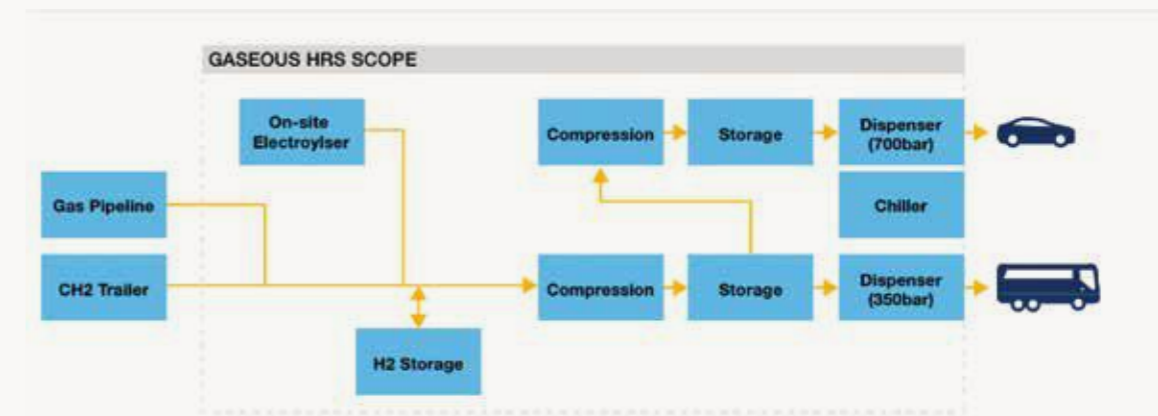 GASEOUS HRS SCOPE
On-site
Electroylser
Compression
Storage
Dispenser
(700bar)
Gas Pipeline
Chiller
CH2 Trailer
Compression
Storage
Dispenser
(350bar)
H2 Storage